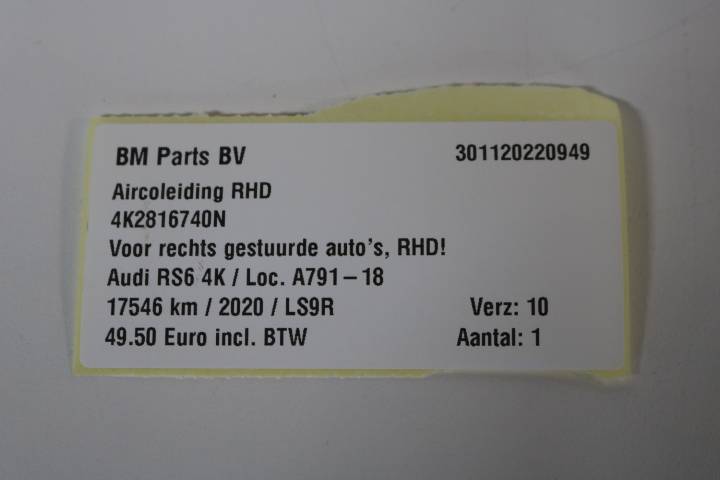 BM Parts BV 301120220949
Aircoleiding RHD
4K2816740N
Voor rechts gestuurde auto's, RHD!
Audi RS6 4K / Loc. A791-18
17546 km / 2020 / LS9R Verz: 10
49.50 Euro incl. BTW Aantal: 1